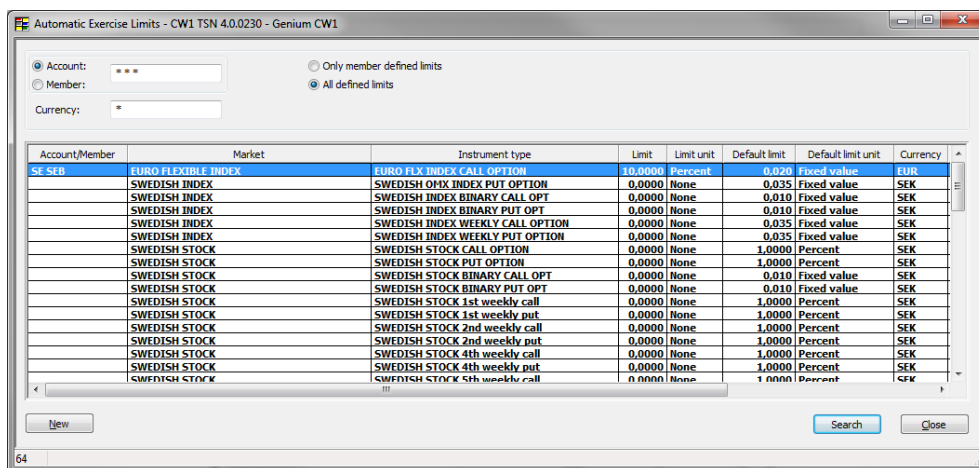 Automatic Exercise Limits - CW1 TSN 4.0.0230 - Genium CW1
Account: * * * Only member defined limits
Member: All defined limits
Currency: *
Account/Member Market Instrument type Limit Limit unit Default limit Default limit unit Currency
SE SEB EURO FLEXIBLE INDEX EURO FLX INDEX CALL OPTION 10,0000 Percent 0,020 Fixed value EUR
SWEDISH INDEX SWEDISH OMX INDEX PUT OPTION 0,0000 None 0,035 Fixed value SEK
SWEDISH INDEX SWEDISH INDEX BINARY CALL OPT 0,0000 None 0,010 Fixed value SEK
SWEDISH INDEX SWEDISH INDEX BINARY PUT OPT 0,0000 None 0,010 Fixed value SEK
SWEDISH INDEX SWEDISH INDEX WEEKLY CALL OPTION 0,0000 None 0,035 Fixed value SEK
SWEDISH INDEX SWEDISH INDEX WEEKLY PUT OPTION 0,0000 None 0,035 Fixed value SEK
SWEDISH STOCK SWEDISH STOCK CALL OPTION 0,0000 None 1,0000 Percent SEK
SWEDISH STOCK SWEDISH STOCK PUT OPTION 0,0000 None 1,0000 Percent SEK
SWEDISH STOCK SWEDISH STOCK BINARY CALL OPT 0,0000 None 0,010 Fixed value SEK
SWEDISH STOCK SWEDISH STOCK BINARY PUT OPT 0,0000 None 0,010 Fixed value SEK
SWEDISH STOCK SWEDISH STOCK 1st weekly call 0,0000 None 1,0000 Percent SEK
SWEDISH STOCK SWEDISH STOCK 1st weekly put 0,0000 None 1,0000 Percent SEK
SWEDISH STOCK SWEDISH STOCK 2nd weekly call 0,0000 None 1,0000 Percent SEK
SWEDISH STOCK SWEDISH STOCK 2nd weekly put 0,0000 None 1,0000 Percent SEK
SWEDISH STOCK SWEDISH STOCK 4th weekly call 0,0000 None 1,0000 Percent SEK
SWEDISH STOCK SWEDISH STOCK 4th weekly put 0,0000 None 1,0000 Percent SEK
SWEDISH STOCK SWEDISH STOCK 5th weekly call 0,0000 None 1,0000 Percent SEK
New Search Close
64